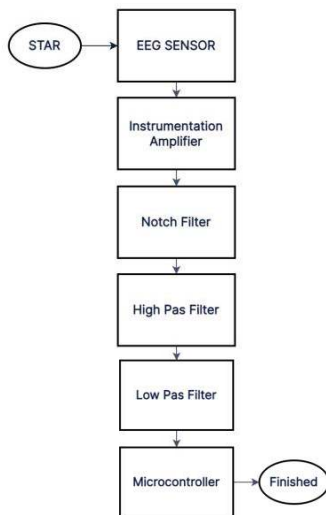 STAR
EEG SENSOR
Instrumentation
Amplifier
Notch Filter
High Pas Filter
Low Pas Filter
Microcontroller
Finished